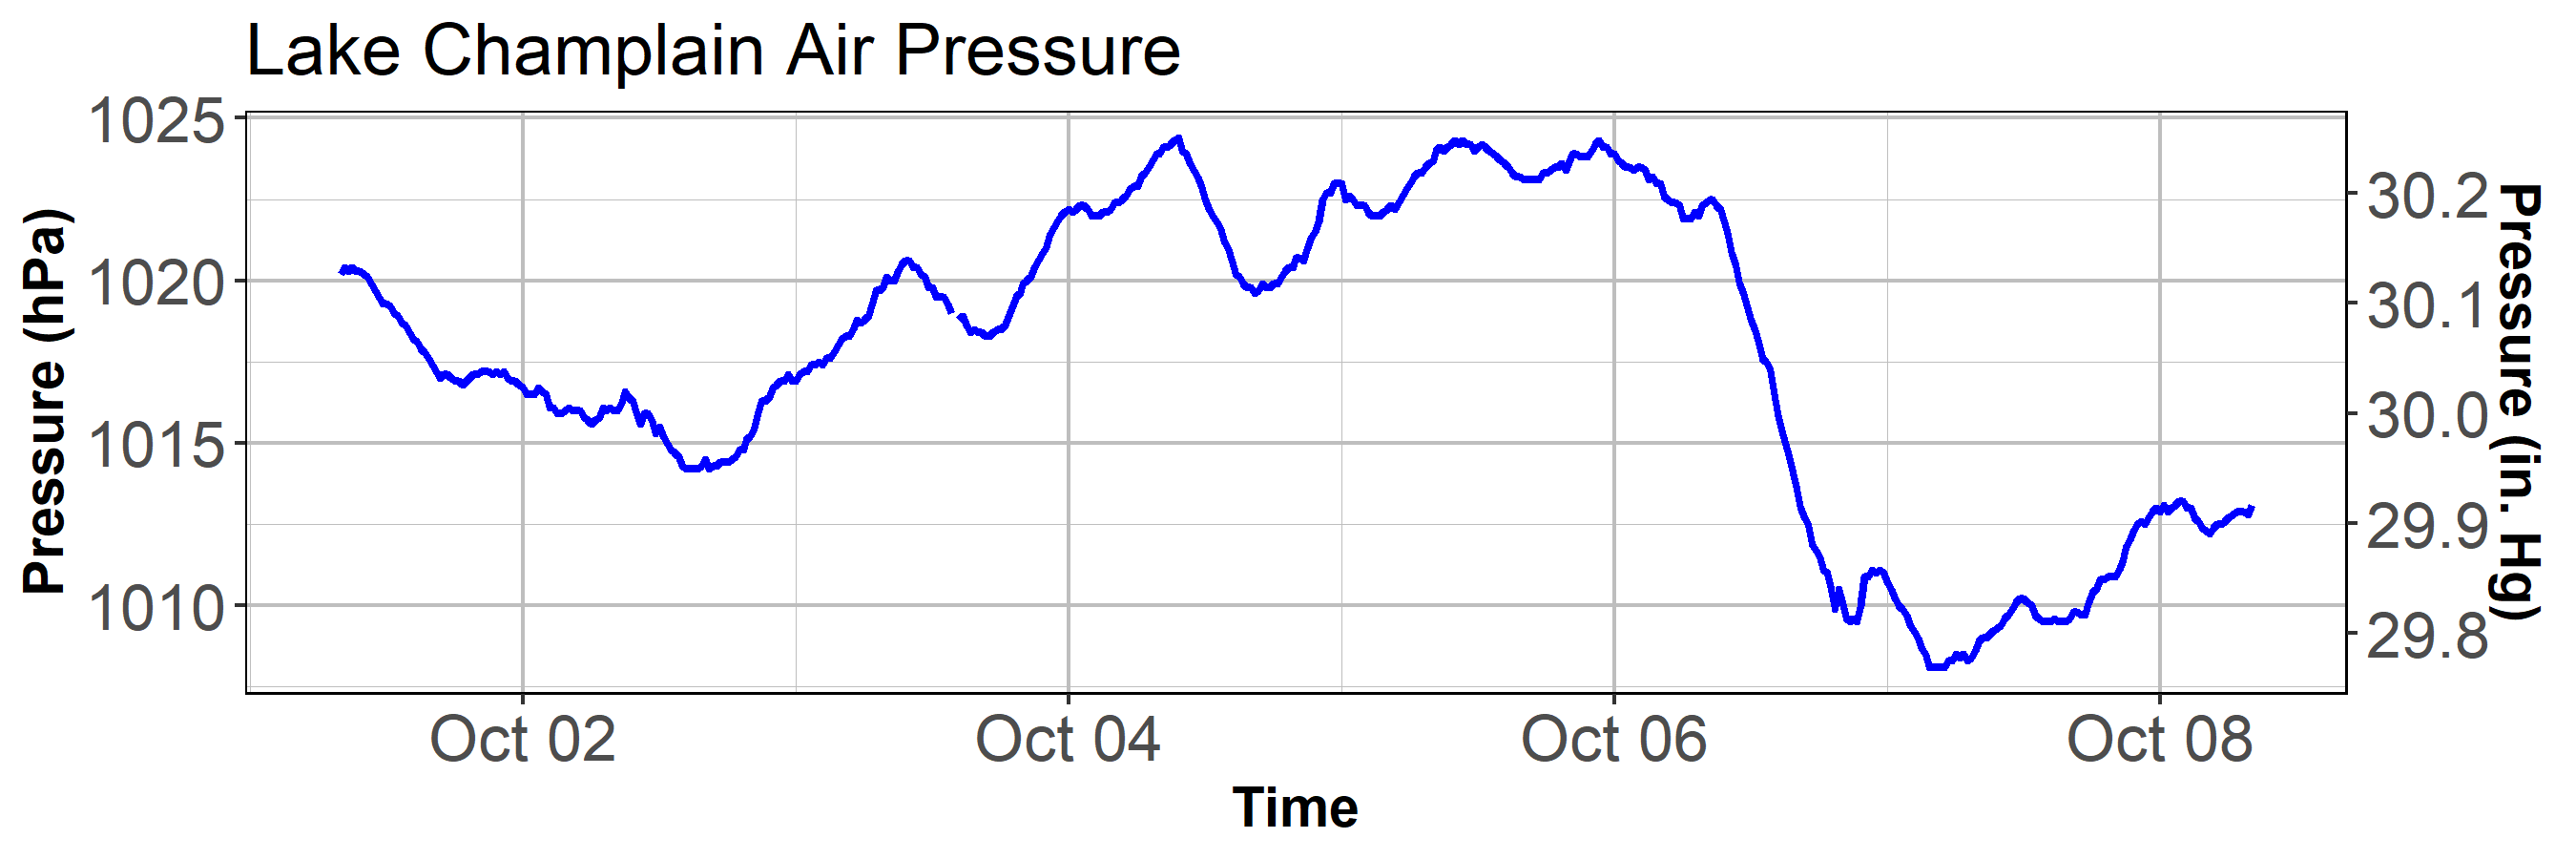 Lake Champlain Air Pressure
Pressure (hPa)
1025
1020
1015
1010
30.2
30.1
30.0
29.9
29.8
Pressure (in. Hg)
Oct 02
Oct 04
Oct 06
Oct 08
Time